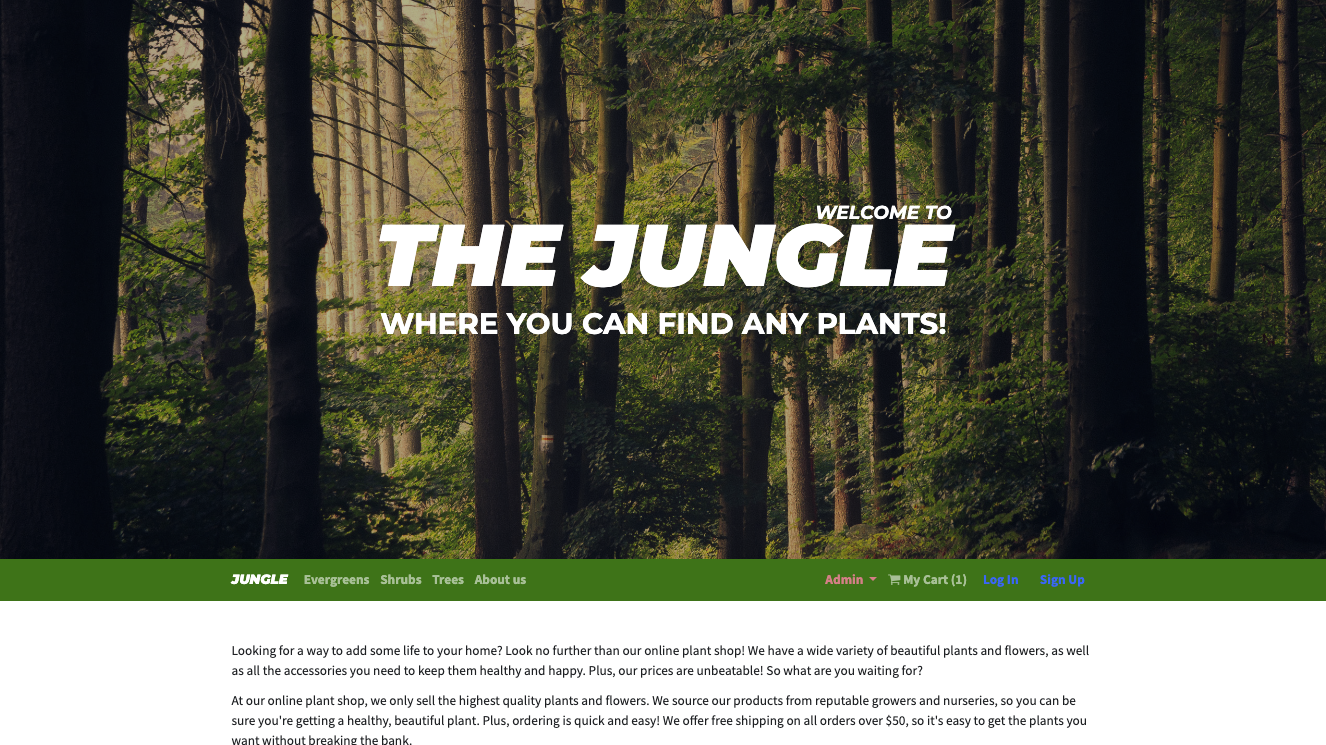 WELCOME TO
THE JUNGLE
WHERE YOU CAN FIND ANY PLANTS!
JUNGLE Evergreens Shrubs Trees About us Admin My Cart (1) Log In Sign Up
Looking for a way to add some life to your home? Look no further than our online plant shop! We have a wide variety of beautiful plants and flowers, as well
as all the accessories you need to keep them healthy and happy. Plus, our prices are unbeatable! So what are you waiting for?
At our online plant shop, we only sell the highest quality plants and flowers. We source our products from reputable growers and nurseries, so you can be
sure you're getting a healthy, beautiful plant. Plus, ordering is quick and easy! We offer free shipping on all orders over $50, so it's easy to get the plants you
want without breaking the bank.